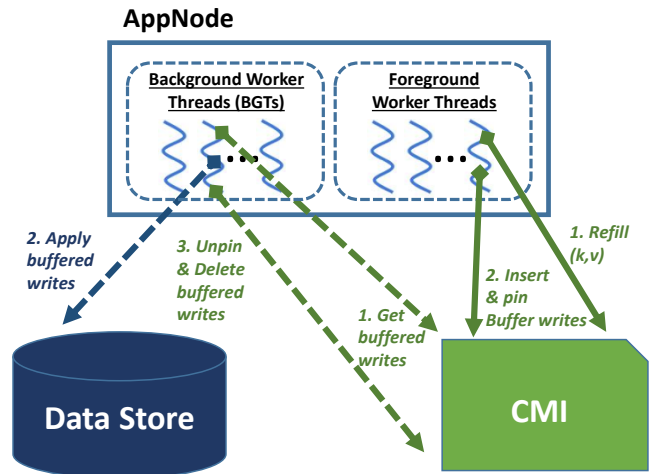 AppNode
Background Worker
Threads (BGTs)
Foreground
Worker Threads
2. Apply
buffered
writes
3. Unpin
& Delete
buffered
writes
1. Get
buffered
writes
2. Insert
& pin
Buffer writes
1. Refill
(k,v)
Data Store
CMI